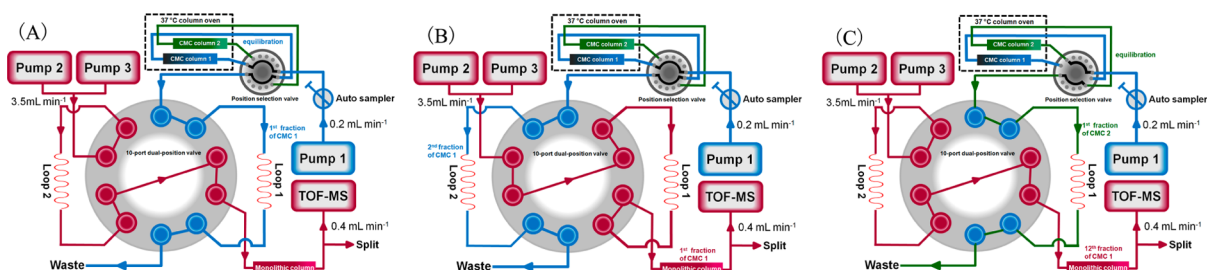 (A)
37 °C column oven
CMC column 2
CMC column 1
equilibration
Position selection valve
Pump 2
Pump 3
3.5mL min-1
Auto sampler
0.2 mL min-1
1st fraction
of CMC 1
10-port dual-position valve
Pump 1
Loop 2
Loop 1
TOF-MS
0.4 mL min-1
Split
Waste
Monolithic column
(B)
37 °C column oven
CMC column 2
CMC column 1
Position selection valve
Pump 2
Pump 3
3.5mL min-1
Auto sampler
0.2 mL min-1
2nd fraction
of CMC 1
10-port dual-position valve
Pump 1
Loop 2
Loop 1
TOF-MS
0.4 mL min-1
1st fraction
of CMC 1
Split
Waste
Monolithic column
(C)
37 °C column oven
CMC column 2
CMC column 1
equilibration
Position selection valve
Pump 2
Pump 3
3.5mL min-1
Auto sampler
0.2 mL min-1
1st fraction
of CMC 2
10-port dual-position valve
Pump 1
Loop 2
Loop 1
TOF-MS
0.4 mL min-1
12th fraction
of CMC 1
Split
Waste
Monolithic column